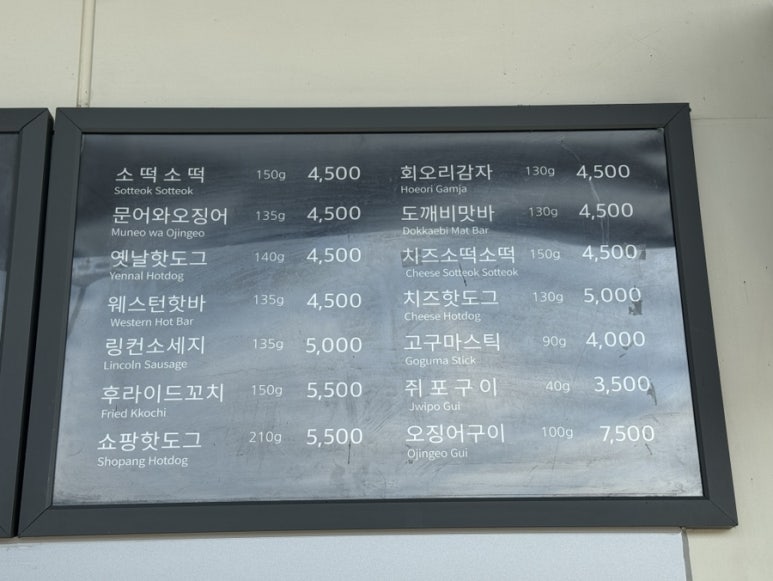 소 떡 소 떡 150g 4,500
Sotteok Sotteok
문어와오징어 135g 4,500
Muneo wa Ojingeo
옛날핫도그 140g 4,500
Yennal Hotdog
웨스턴핫바 135g 4,500
Western Hot Bar
링컨소세지 135g 5,000
Lincoln Sausage
후라이드꼬치 150g 5,500
Fried Kkochi
쇼팡핫도그 210g 5,500
Shopang Hotdog
회오리감자 130g 4,500
Hoeori Gamja
도깨비맛바 130g 4,500
Dokkaebi Mat Bar
치즈소떡소떡 150g 4,500
Cheese Sotteok Sotteok
치즈핫도그 130g 5,000
Cheese Hotdog
고구마스틱 90g 4,000
Goguma Stick
쥐 포 구 이 40g 3,500
Jwipo Gui
오징어구이 100g 7,500
Ojingeo Gui